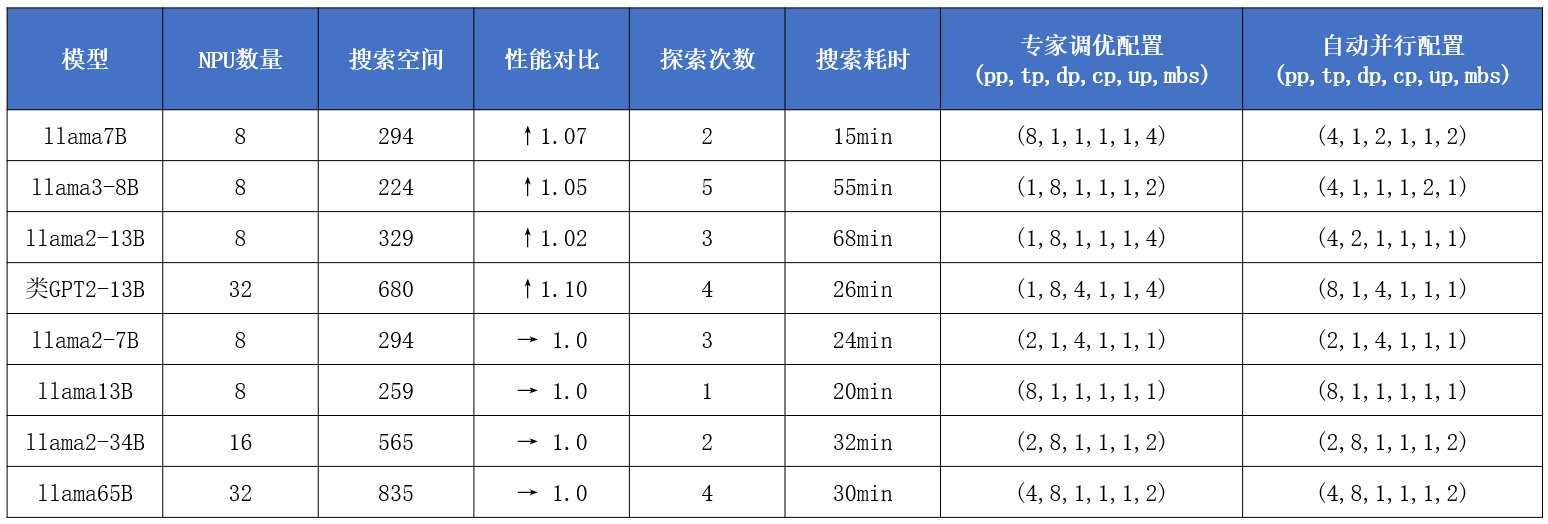 模型 NPU数量 搜索空间 性能对比 探索次数 搜索耗时 专家调优配置 自动并行配置
(pp,tp,dp,cp,up,mbs) (pp,tp,dp,cp,up,mbs)
llama7B 8 294 ↑1.07 2 15min (8,1,1,1,1,4) (4,1,2,1,1,2)
llama3-8B 8 224 ↑1.05 5 55min (1,8,1,1,1,2) (4,1,1,1,2,1)
llama2-13B 8 329 ↑1.02 3 68min (1,8,1,1,1,4) (4,2,1,1,1,1)
类GPT2-13B 32 680 ↑1.10 4 26min (1,8,4,1,1,4) (8,1,4,1,1,1)
llama2-7B 8 294 → 1.0 3 24min (2,1,4,1,1,1) (2,1,4,1,1,1)
llama13B 8 259 → 1.0 1 20min (8,1,1,1,1,1) (8,1,1,1,1,1)
llama2-34B 16 565 → 1.0 2 32min (2,8,1,1,1,2) (2,8,1,1,1,2)
llama65B 32 835 → 1.0 4 30min (4,8,1,1,1,2) (4,8,1,1,1,2)